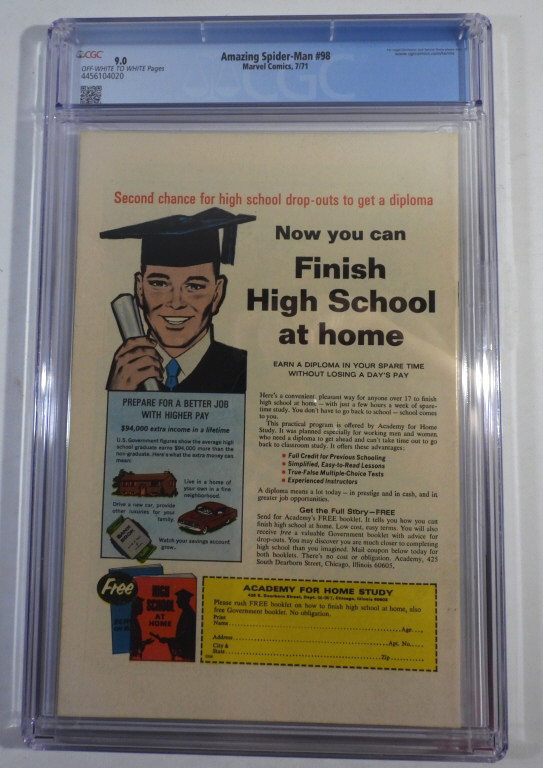 CGC
9.0
OFF-WHITE TO WHITE Pages
4456104020
Amazing Spider-Man #98
Marvel Comics, 7/71
Second chance for high school drop-outs to get a diploma
Now you can
Finish
High School
at home
EARN A DIPLOMA IN YOUR SPARE TIME
WITHOUT LOSING A DAY'S PAY
PREPARE FOR A BETTER JOB
WITH HIGHER PAY
$94,000 extra income in a lifetime
U.S. Government figures show the average high
school graduate earns $94,000 more than the
non-graduate. Here's what the extra money can
mean:
Live in a home of
your own in a fine
neighborhood.
Drive a new car, provide
other luxuries for your
family.
Watch your savings account
grow.
Here's a convenient, pleasant way for anyone over 17 to finish
high school at home – with just a few hours a week of spare-
time study. You don't have to go back to school – school comes
to you.
This practical program is offered by Academy for Home
Study. It was planned especially for working men and women
who need a diploma to get ahead and can't take time out to go
back to classroom study. It offers these advantages:
• Full Credit for Previous Schooling
• Simplified, Easy-to-Read Lessons
• True-False Multiple-Choice Tests
• Experienced Instructors
A diploma means a lot today – in prestige and in cash, and in
greater job opportunities.
Get the Full Story—FREE
Send for Academy's FREE booklet. It tells you how you can
finish high school at home. Low cost, easy terms. You will also
receive free a valuable Government booklet with advice for
drop-outs. You may discover you are much closer to completing
high school than you imagined. Mail coupon below today for
both booklets. There's no cost or obligation. Academy, 425
South Dearborn Street, Chicago, Illinois 60605.
Free
HIGH
SCHOOL
AT
HOME
ACADEMY FOR HOME STUDY
Chicago, Illinois 60605
Please rush FREE booklet on how to finish high school at home, also
free Government booklet. No obligation.
Print
Name Age
Address Apt. No.
City &
State Zip